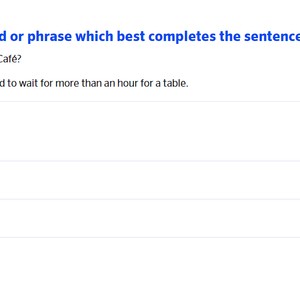 d or phrase which best completes the sentence
Café?
d to wait for more than an hour for a table.